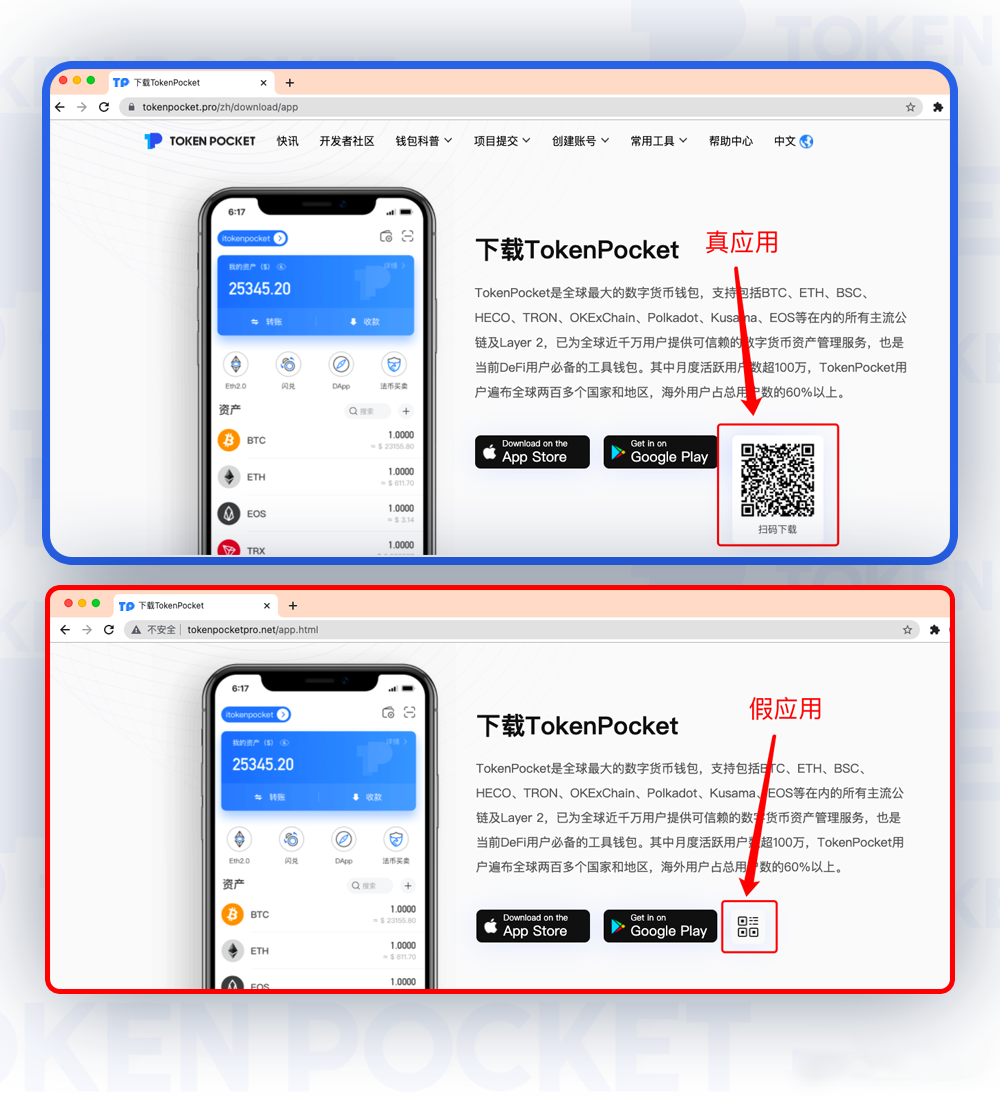 TOKEN
下载TokenPocket
tokenpocket.pro/zh/download/app
TOKEN POCKET 快讯 开发者社区 钱包科普 项目提交 创建账号 常用工具 帮助中心 中文
6:17
itokenpocket
我的资产 ($) 详情
25345.20
转账 收款
Eth2.0 闪兑 DApp 法币买卖
资产 搜索
BTC 1.0000
≈ $ 23155.80
ETH 1.0000
≈ $ 611.70
EOS 1.0000
≈ $ 3.14
TRX 1.0000
下载TokenPocket
真应用
TokenPocket是全球最大的数字货币钱包，支持包括BTC、ETH、BSC、
HECO、TRON、OKExChain、Polkadot、Kusama、EOS等在内的所有主流公
链及Layer 2，已为全球近千万用户提供可信赖的数字货币资产管理服务，也是
当前DeFi用户必备的工具钱包。其中月度活跃用户数超100万，TokenPocket用
户遍布全球两百多个国家和地区，海外用户占总用户数的60%以上。
Download on the
App Store
Get in on
Google Play
扫码下载
下载TokenPocket
不安全 tokenpocketpro.net/app.html
6:17
itokenpocket
我的资产 ($) 详情
25345.20
转账 收款
Eth2.0 闪兑 DApp 法币买卖
资产 搜索
BTC 1.0000
≈ $ 23155.80
ETH 1.0000
≈ $ 611.70
EOS 1.0000
下载TokenPocket
假应用
TokenPocket是全球最大的数字货币钱包，支持包括BTC、ETH、BSC、
HECO、TRON、OKExChain、Polkadot、Kusama、EOS等在内的所有主流公
链及Layer 2，已为全球近千万用户提供可信赖的数字货币资产管理服务，也是
当前DeFi用户必备的工具钱包。其中月度活跃用户数超100万，TokenPocket用
户遍布全球两百多个国家和地区，海外用户占总用户数的60%以上。
Download on the
App Store
Get in on
Google Play
TOKEN POCKET